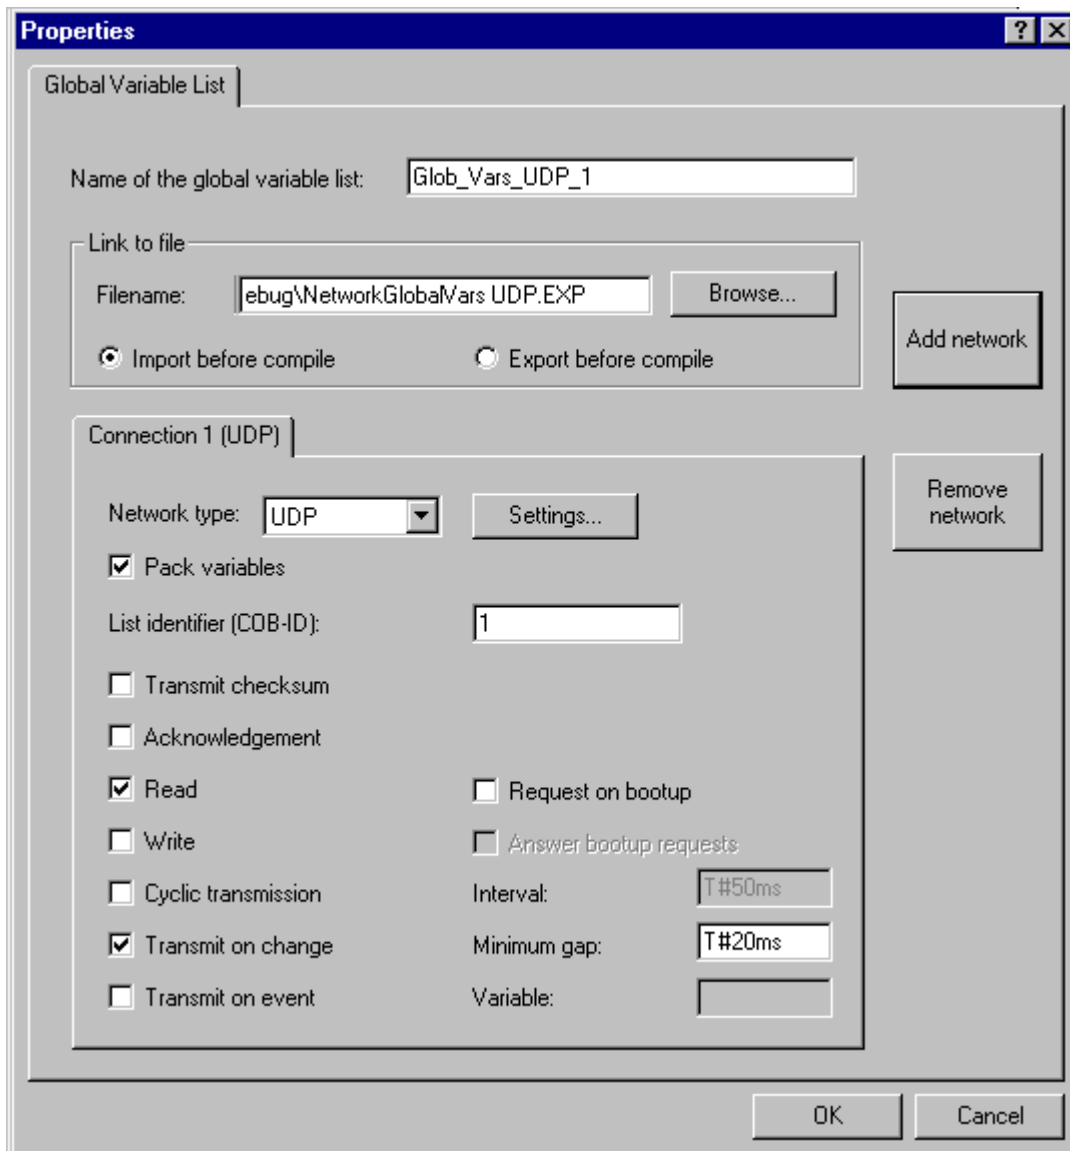 Properties
Global Variable List
Name of the global variable list: Glob_Vars_UDP_1
Link to file
Filename: ebug\NetworkGlobalVars UDP.EXP Browse...
Import before compile Export before compile
Add network
Connection 1 (UDP)
Network type: UDP Settings...
Remove
network
Pack variables
List identifier (COB-ID): 1
Transmit checksum
Acknowledgement
Read Request on bootup
Write Answer bootup requests
Cyclic transmission Interval: T#50ms
Transmit on change Minimum gap: T#20ms
Transmit on event Variable:
OK Cancel